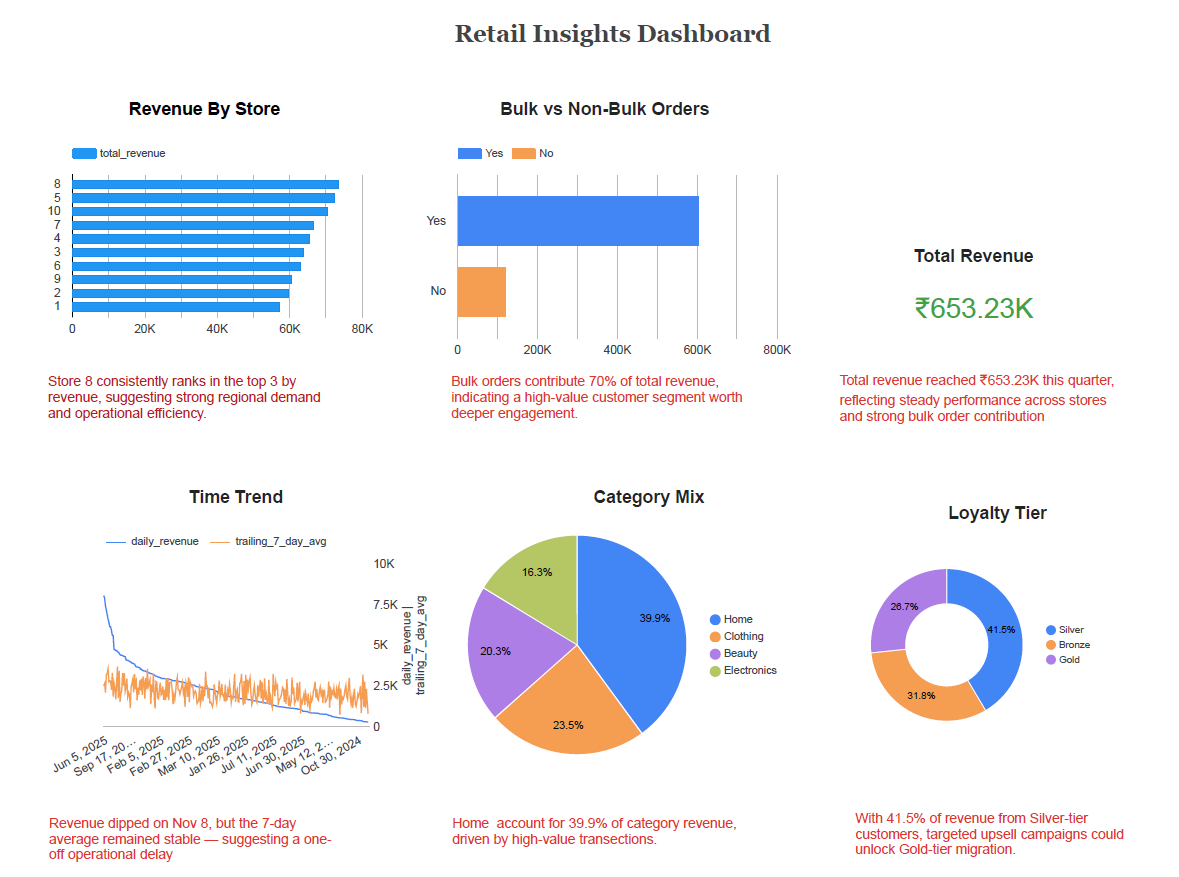 Retail Insights Dashboard
Revenue By Store
total_revenue
8
5
10
7
4
3
6
9
2
1
0 20K 40K 60K 80K
Store 8 consistently ranks in the top 3 by
revenue, suggesting strong regional demand
and operational efficiency.
Bulk vs Non-Bulk Orders
Yes No
Yes
No
0 200K 400K 600K 800K
Bulk orders contribute 70% of total revenue,
indicating a high-value customer segment worth
deeper engagement.
Total Revenue
₹653.23K
Total revenue reached ₹653.23K this quarter,
reflecting steady performance across stores
and strong bulk order contribution
Time Trend
daily_revenue trailing_7_day_avg
10K
7.5K
5K
2.5K
0
daily_revenue |
trailing_7_day_avg
Jun 5, 2025
Sep 17, 20...
Feb 5, 2025
Feb 27, 2025
Mar 10, 2025
Jan 26, 2025
Jul 11, 2025
Jun 30, 2025
May 12, 2...
Oct 30, 2024
Revenue dipped on Nov 8, but the 7-day
average remained stable — suggesting a one-
off operational delay
Category Mix
16.3%
39.9%
20.3%
23.5%
Home
Clothing
Beauty
Electronics
Home account for 39.9% of category revenue,
driven by high-value transections.
Loyalty Tier
26.7%
41.5%
31.8%
Silver
Bronze
Gold
With 41.5% of revenue from Silver-tier
customers, targeted upsell campaigns could
unlock Gold-tier migration.